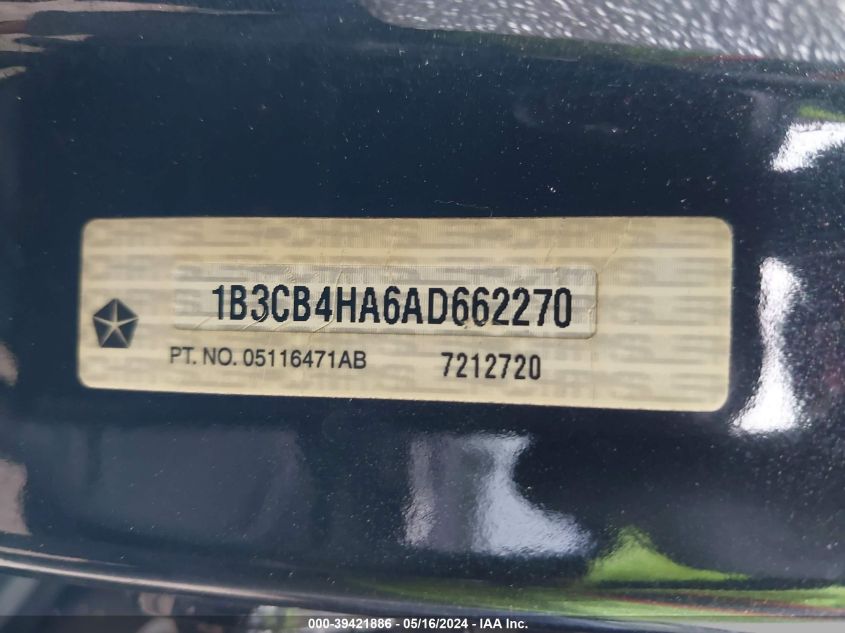 1B3CB4HA6AD662270
PT. NO. 05116471AB 7212720
000-39421886 - 05/16/2024 - IAA Inc.